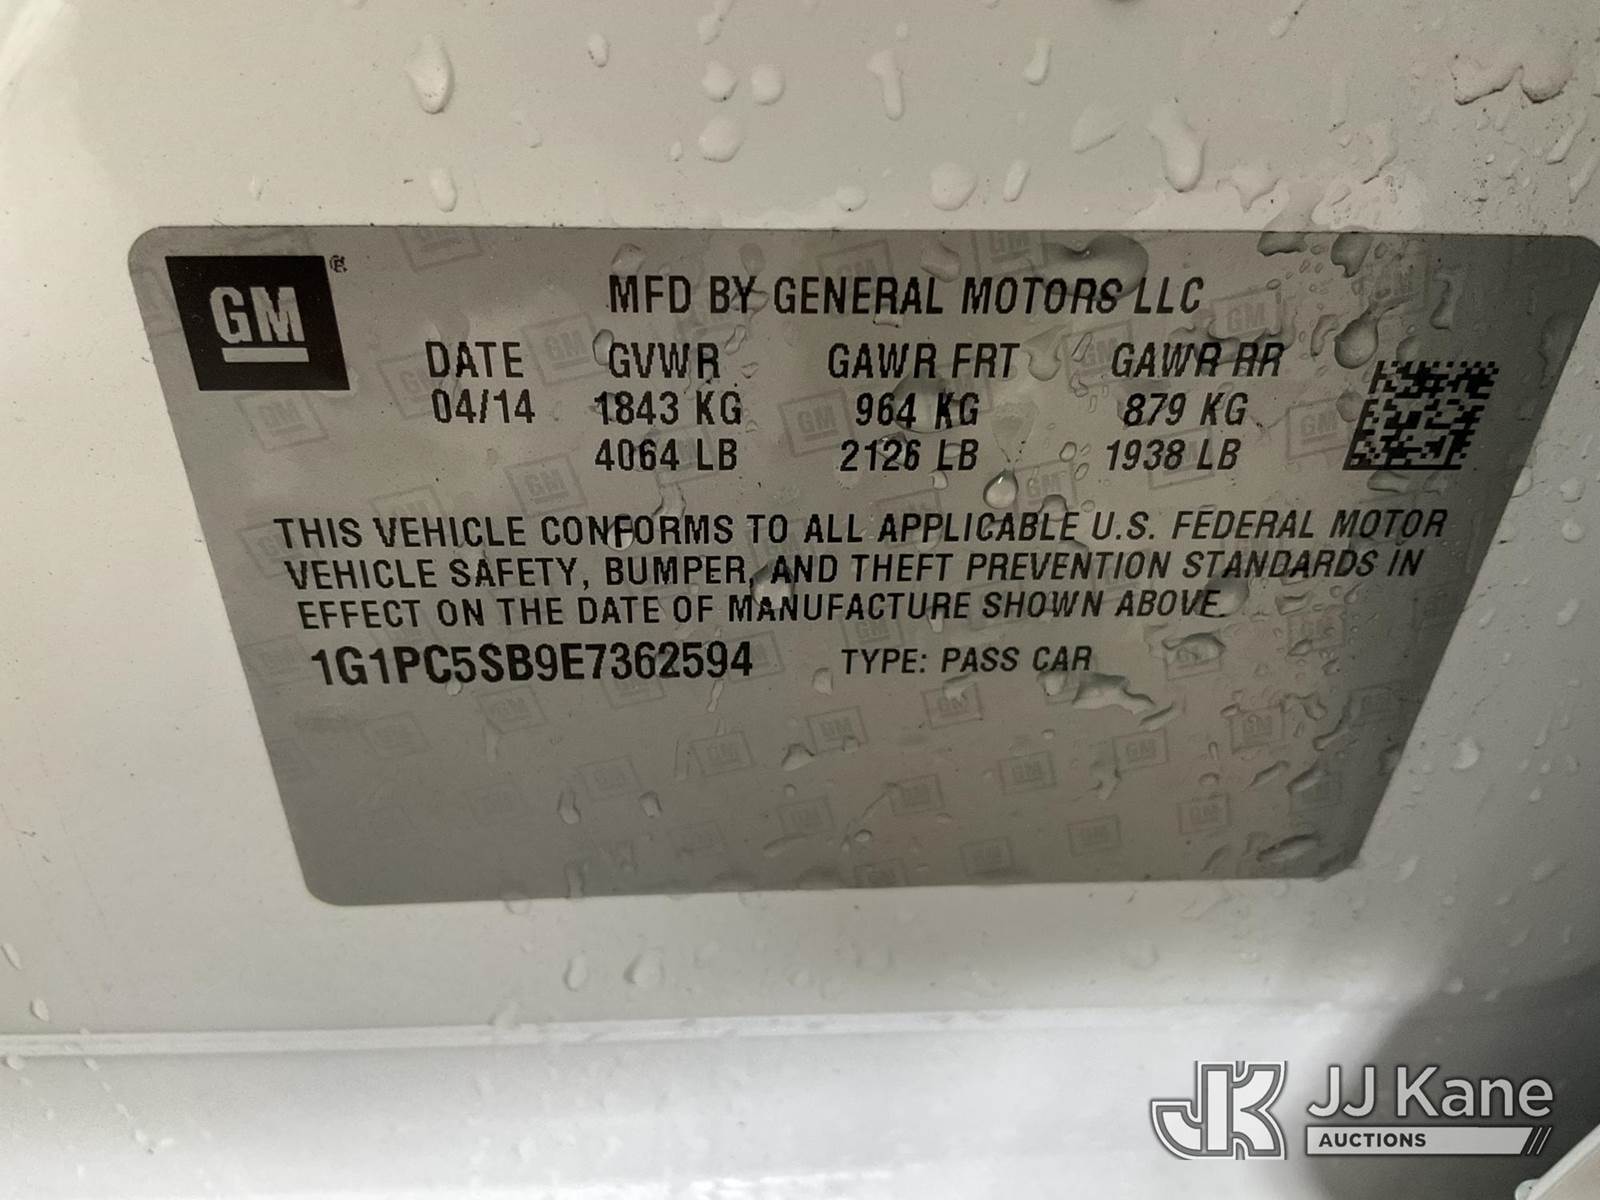 GM ®
MFD BY GENERAL MOTORS LLC
DATE GVWR GAWR FRT GAWR RR
04/14 1843 KG 964 KG 879 KG
4064 LB 2126 LB 1938 LB
THIS VEHICLE CONFORMS TO ALL APPLICABLE U.S. FEDERAL MOTOR
VEHICLE SAFETY, BUMPER, AND THEFT PREVENTION STANDARDS IN
EFFECT ON THE DATE OF MANUFACTURE SHOWN ABOVE.
1G1PC5SB9E7362594 TYPE: PASS CAR
JK JJ Kane
AUCTIONS